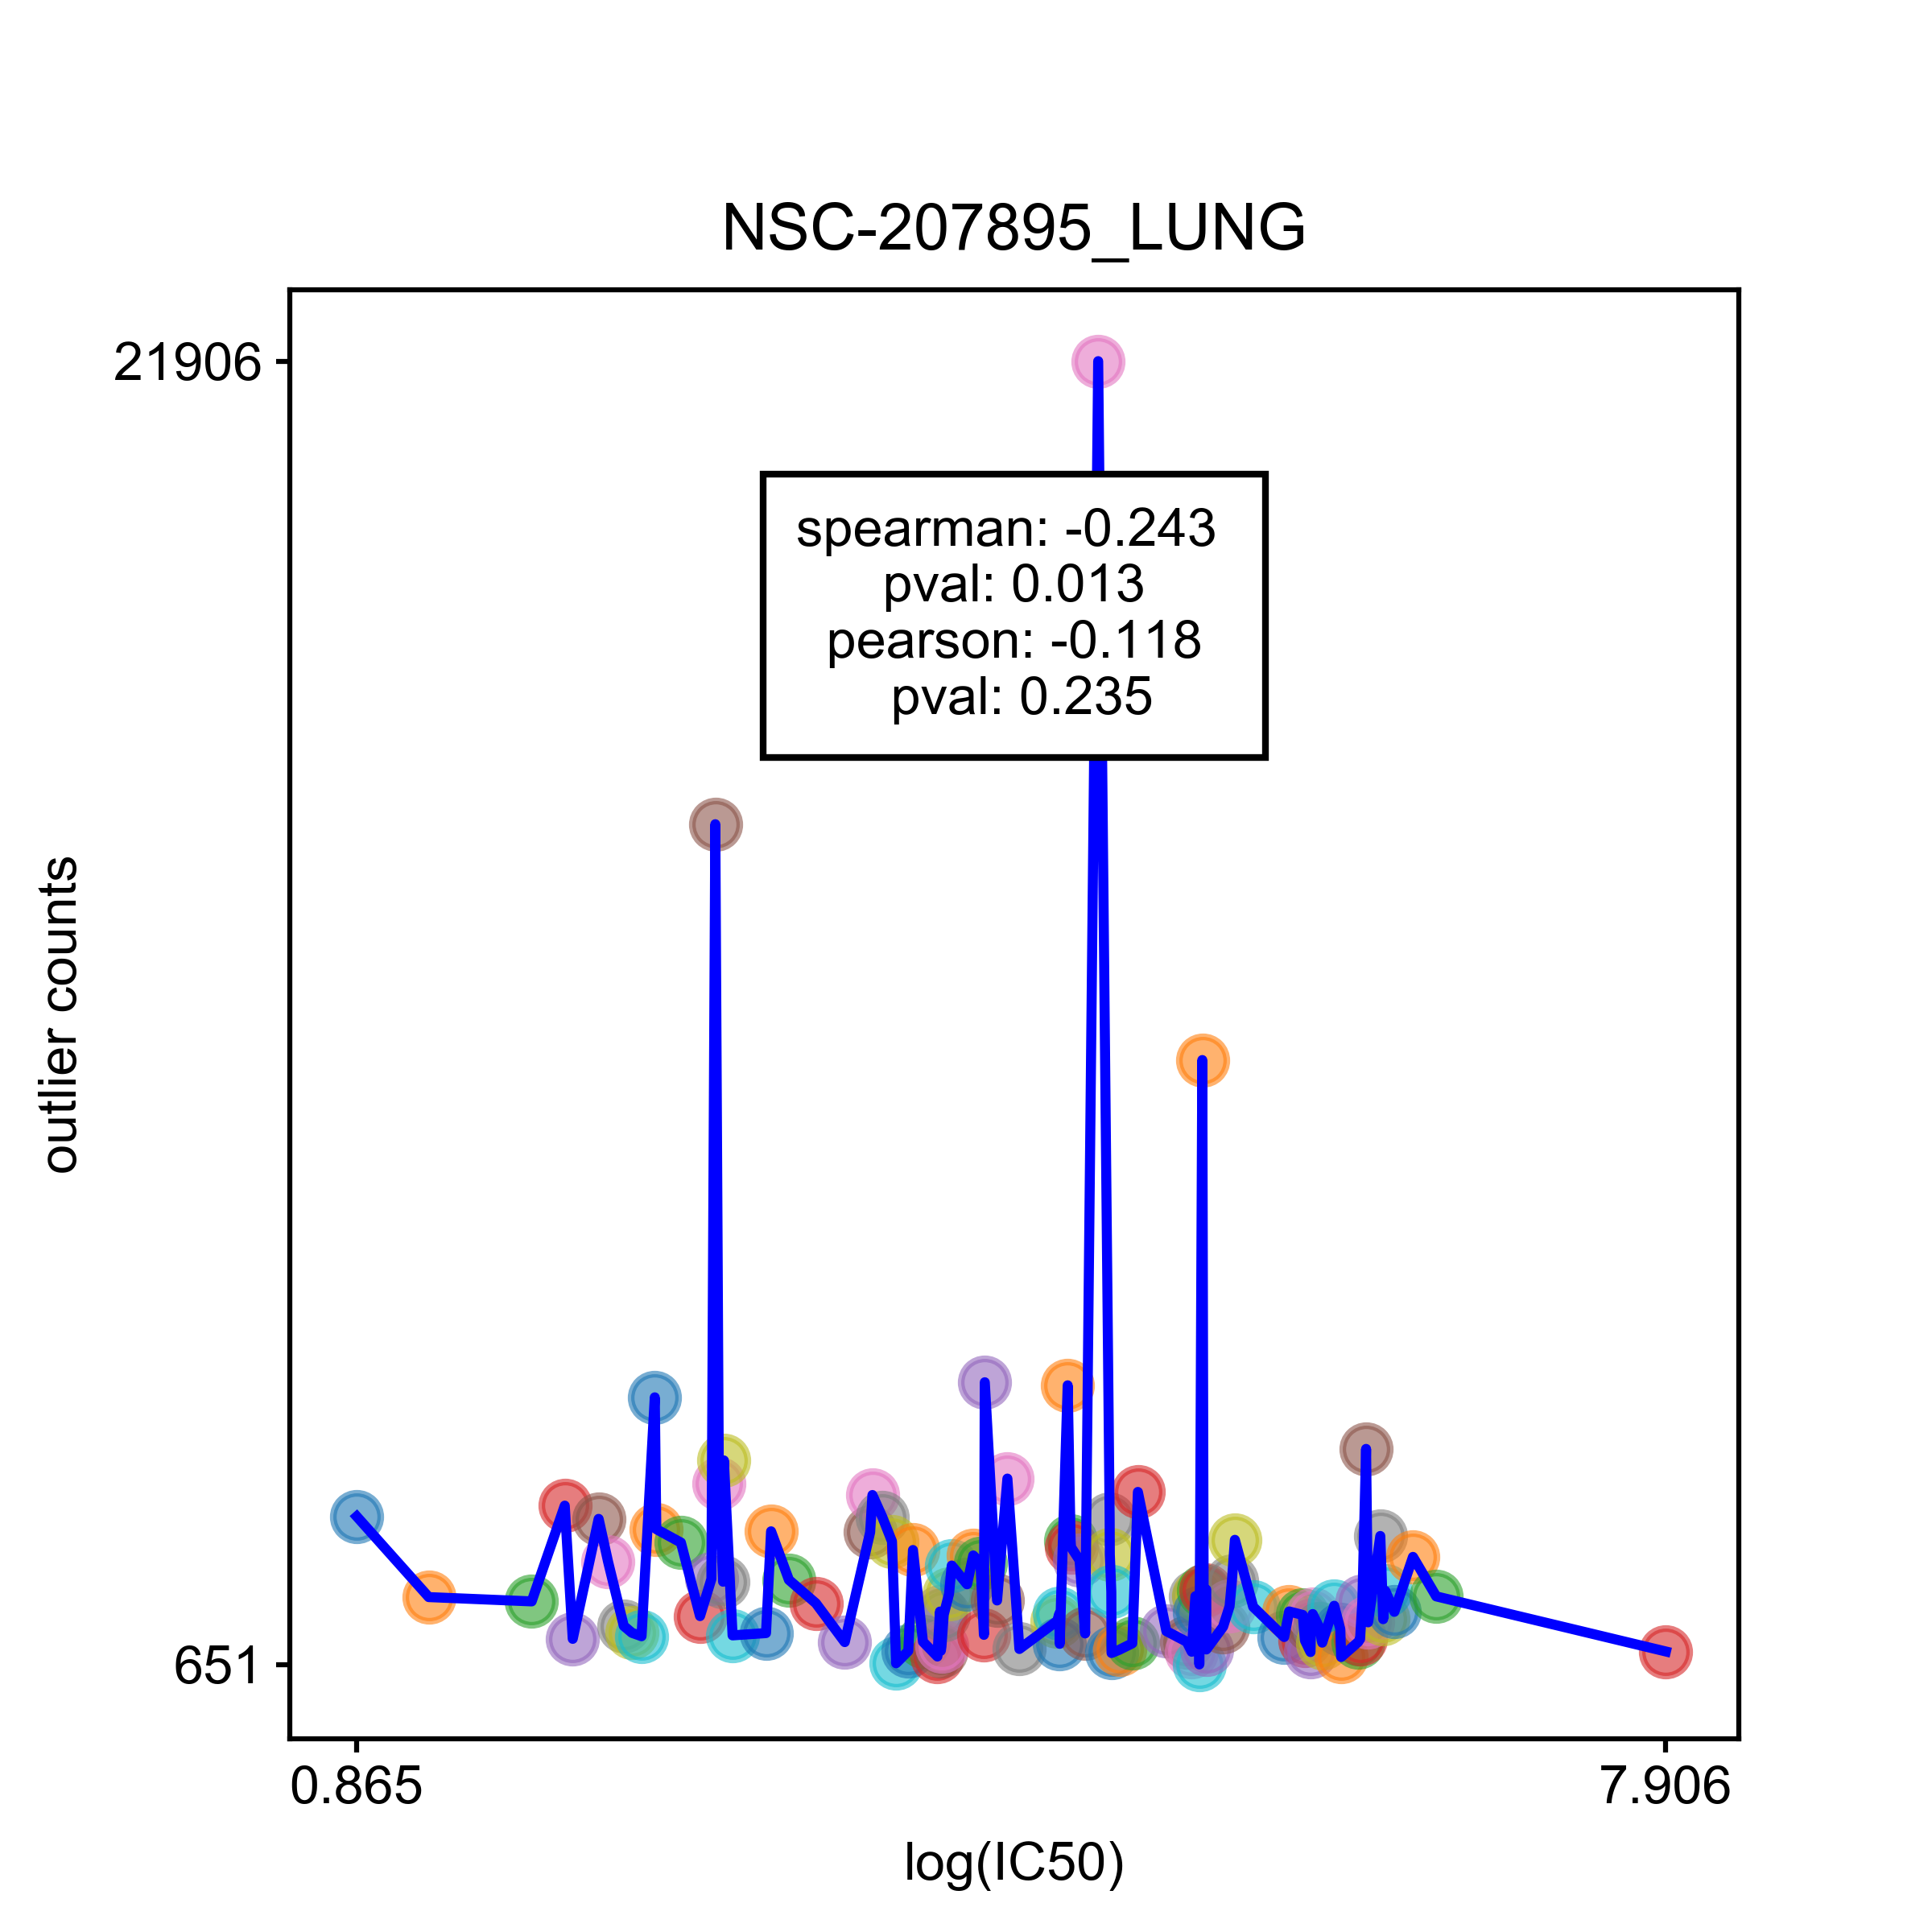 NSC-207895_LUNG
21906
spearman: -0.243
pval: 0.013
pearson: -0.118
pval: 0.235
outlier counts
651
0.865
7.906
log(IC50)